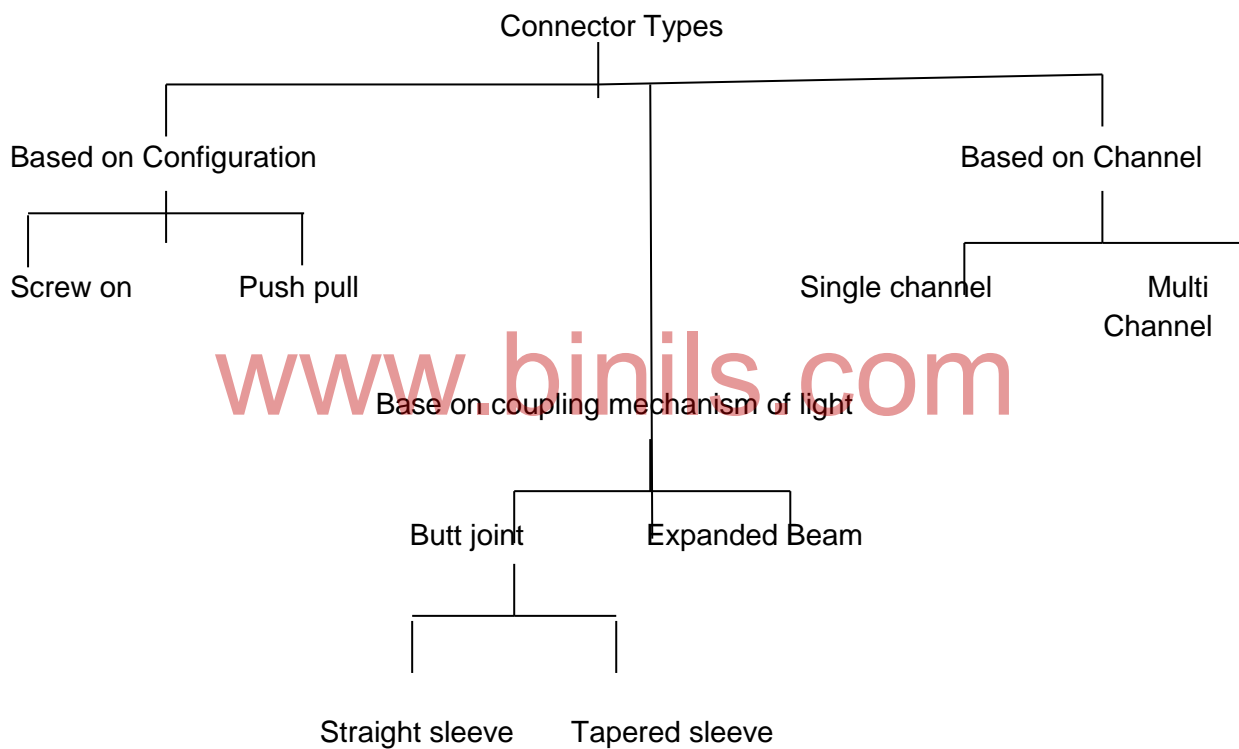 Connector Types
Based on Configuration
Based on Channel
Screw on
Push pull
Single channel
Multi
Channel
www.binils.com
Base on coupling mechanism of light
Butt joint
Expanded Beam
Straight sleeve
Tapered sleeve